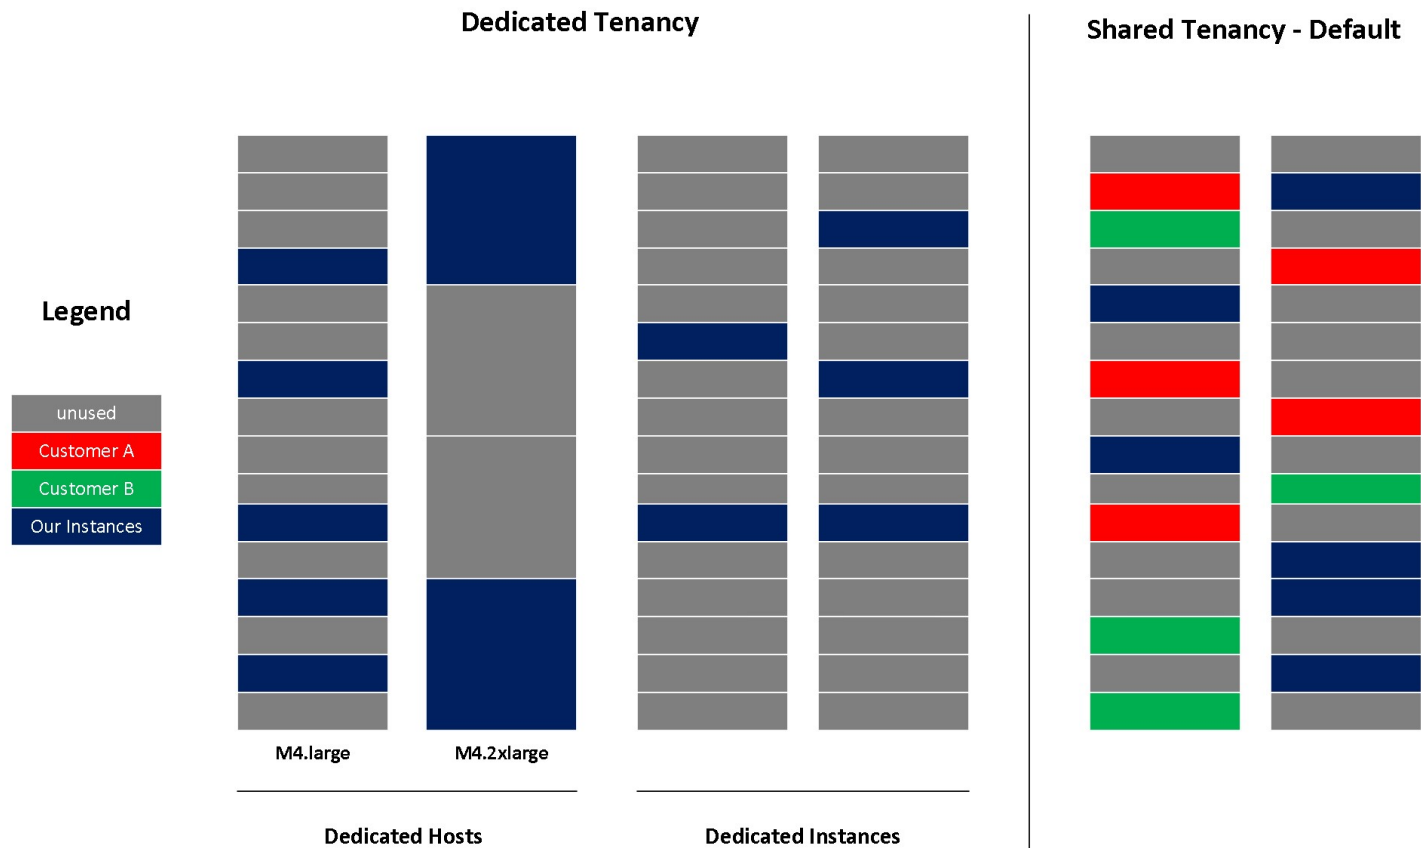 Dedicated Tenancy
Shared Tenancy - Default
Legend
unused
Customer A
Customer B
Our Instances
M4.large
M4.2xlarge
Dedicated Hosts
Dedicated Instances